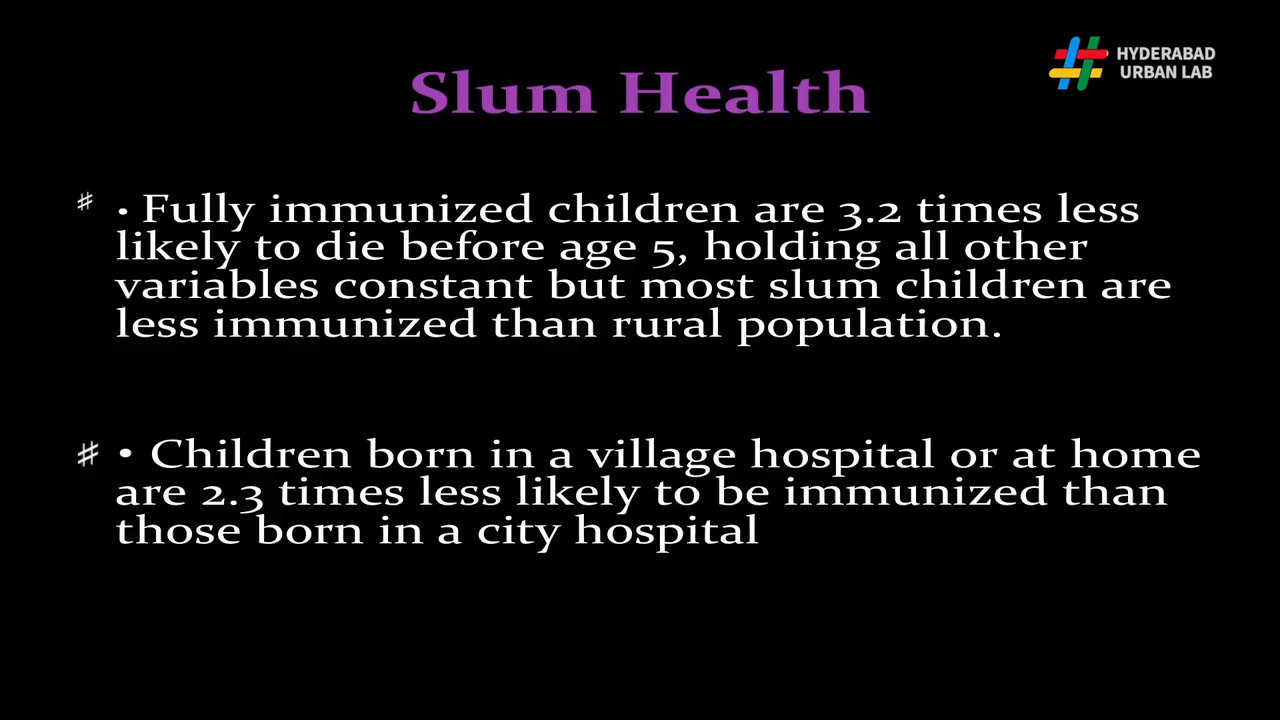 HYDERABAD
URBAN LAB
Slum Health
# • Fully immunized children are 3.2 times less
likely to die before age 5, holding all other
variables constant but most slum children are
less immunized than rural population.
# • Children born in a village hospital or at home
are 2.3 times less likely to be immunized than
those born in a city hospital